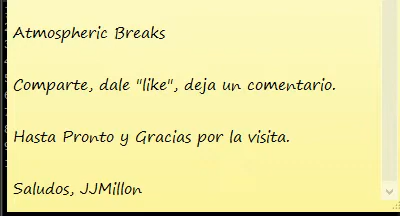 Atmospheric Breaks
Comparte, dale "like", deja un comentario.
Hasta Pronto y Gracias por la visita.
Saludos, JJMillon